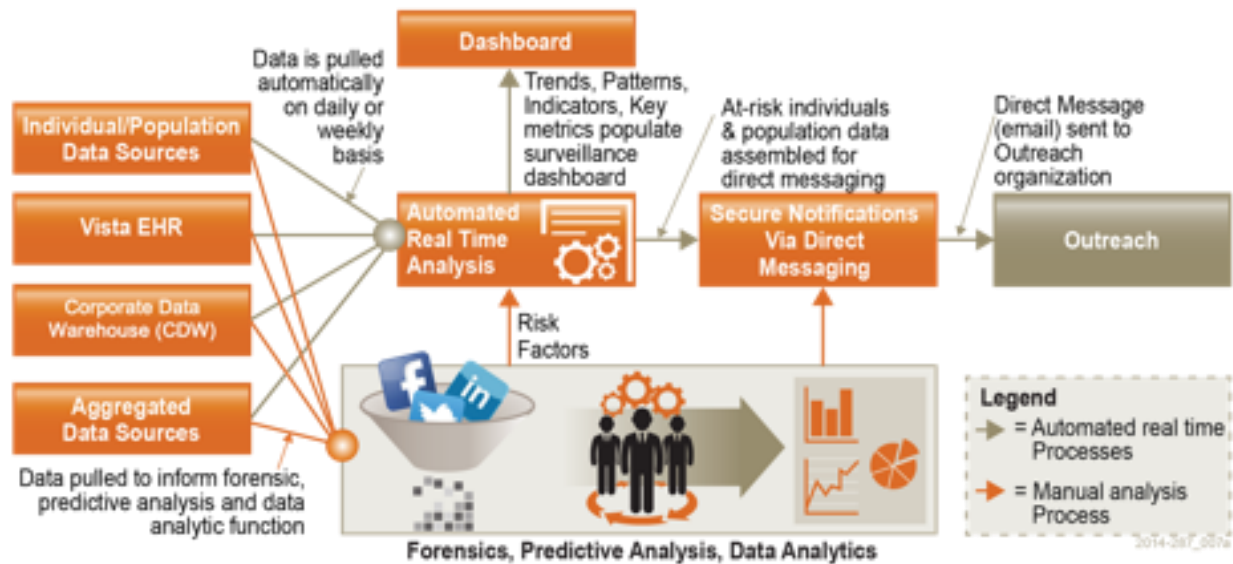 Dashboard
Data is pulled
automatically
on daily or
weekly
basis
Trends, Patterns,
Indicators, Key
metrics populate
surveillance
dashboard
At-risk individuals
& population data
assembled for
direct messaging
Direct Message
(email) sent to
Outreach
organization
Individual/Population
Data Sources
Vista EHR
Corporate Data
Warehouse (CDW)
Aggregated
Data Sources
Automated
Real Time
Analysis
Secure Notifications
Via Direct
Messaging
Outreach
Risk
Factors
Data pulled to inform forensic,
predictive analysis and data
analytic function
f
in
Forensics, Predictive Analysis, Data Analytics
Legend
= Automated real time
Processes
= Manual analysis
Process